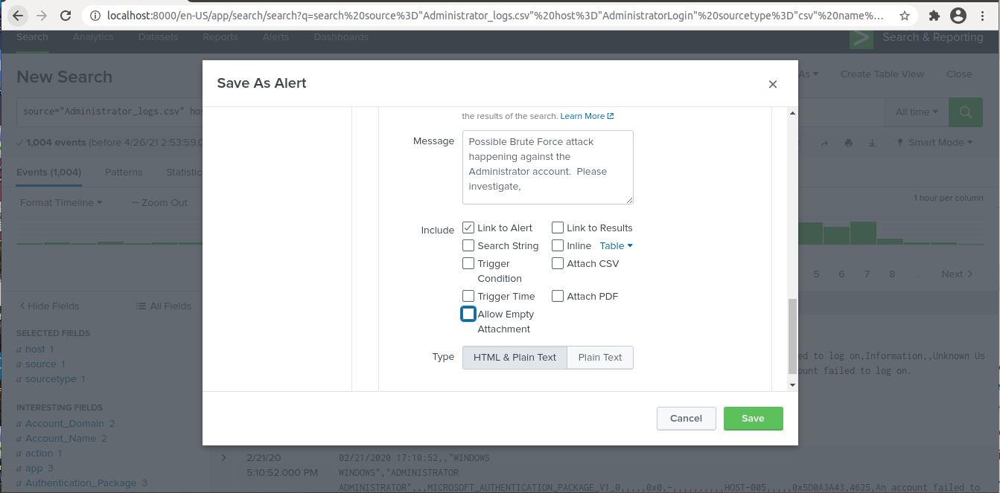 localhost:8000/en-US/app/search/search?q=search%20source%3D"Administrator_logs.csv"%20host%3D"AdministratorLogin"%20sourcetype%3D"csv"%20name%...
Search Analytics Datasets Reports Alerts Dashboards Search & Reporting
New Search As Create Table View Close
source="Administrator_logs.csv" All time
1,004 events (before 4/26/21 2:53:59.0 Smart Mode
Events (1,004) Patterns
Format Timeline — Zoom Out 1 hour per column
5 6 7 8 ... Next >
< Hide Fields All Fields
SELECTED FIELDS
a host 1
a source 1
a sourcetype 1
INTERESTING FIELDS
a Account_Domain 2
a Account_Name 2
a action 1
a app 3
a Authentication_Package 3
Save As Alert
the results of the search. Learn More
Message
Possible Brute Force attack
happening against the
Administrator account. Please
investigate,
Include
Link to Alert Link to Results
Search String Inline Table
Trigger Attach CSV
Condition
Trigger Time Attach PDF
Allow Empty
Attachment
Type HTML & Plain Text Plain Text
Cancel Save
to log on,Information,,Unknown Us
failed to log on.
> 2/21/20 02/21/2020 17:10:52,,"WINDOWS
5:10:52.000 PM WINDOWS","ADMINISTRATOR
ADMINISTRATOR",,,MICROSOFT_AUTHENTICATION_PACKAGE_V1_0,,,,,0x0,-,,,,,,,,,,HOST-005,,,,,0x5D0A3A43,4625,An account failed to